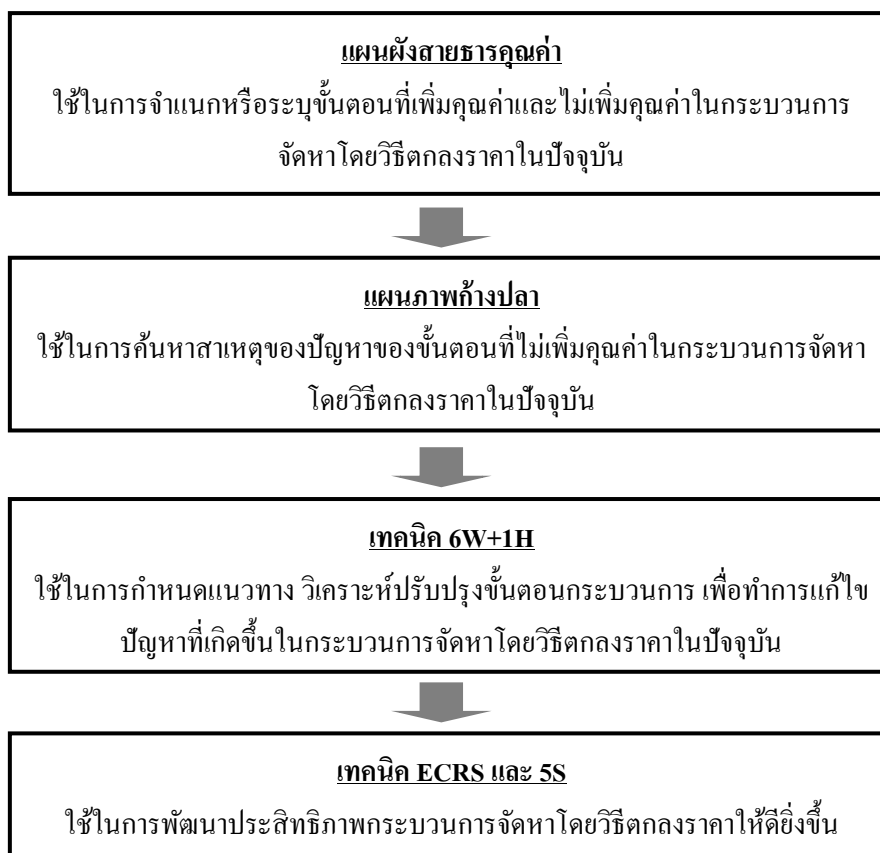 แผนผังสายธารคุณค่า
ใช้ในการจำแนกหรือระบุขั้นตอนที่เพิ่มคุณค่าและไม่เพิ่มคุณค่าในกระบวนการ
จัดหาโดยวิธีตกลงราคาในปัจจุบัน
แผนภาพก้างปลา
ใช้ในการค้นหาสาเหตุของปัญหาของขั้นตอนที่ไม่เพิ่มคุณค่าในกระบวนการจัดหา
โดยวิธีตกลงราคาในปัจจุบัน
เทคนิค 6W+1H
ใช้ในการกำหนดแนวทาง วิเคราะห์ปรับปรุงขั้นตอนกระบวนการ เพื่อทำการแก้ไข
ปัญหาที่เกิดขึ้นในกระบวนการจัดหาโดยวิธีตกลงราคาในปัจจุบัน
เทคนิค ECRS และ 5S
ใช้ในการพัฒนาประสิทธิภาพกระบวนการจัดหาโดยวิธีตกลงราคาให้ดียิ่งขึ้น